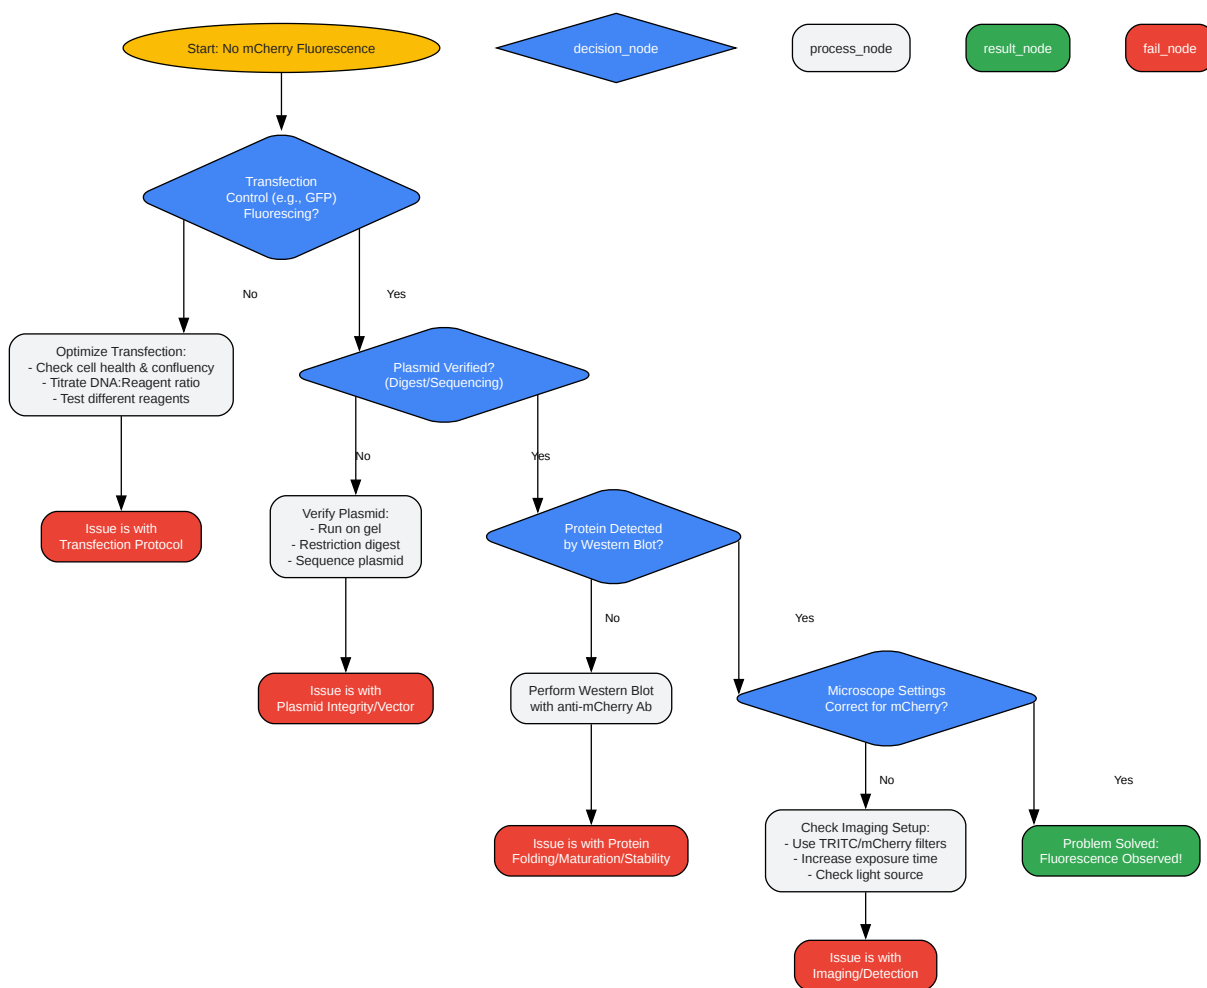 Start: No mCherry Fluorescence
decision_node
process_node
result_node
fail_node
Transfection
Control (e.g., GFP)
Fluorescing?
No
Yes
Optimize Transfection:
- Check cell health & confluency
- Titrate DNA:Reagent ratio
- Test different reagents
Plasmid Verified?
(Digest/Sequencing)
No
Yes
Issue is with
Transfection Protocol
Verify Plasmid:
- Run on gel
- Restriction digest
- Sequence plasmid
Protein Detected
by Western Blot?
No
Yes
Issue is with
Plasmid Integrity/Vector
Perform Western Blot
with anti-mCherry Ab
Microscope Settings
Correct for mCherry?
No
Yes
Issue is with Protein
Folding/Maturation/Stability
Check Imaging Setup:
- Use TRITC/mCherry filters
- Increase exposure time
- Check light source
Problem Solved:
Fluorescence Observed!
Issue is with
Imaging/Detection